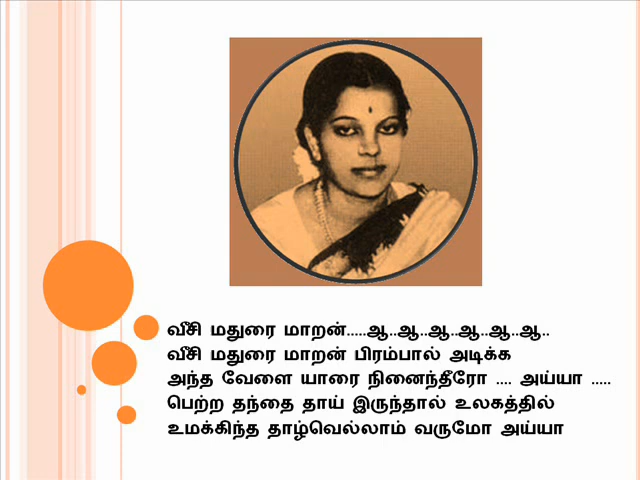 வீசி மதுரை மாறன்.....ஆ..ஆ..ஆ..ஆ..ஆ..ஆ..
வீசி மதுரை மாறன் பிரம்பால் அடிக்க
அந்த வேளை யாரை நினைந்தீரோ .... அய்யா .....
பெற்ற தந்தை தாய் இருந்தால் உலகத்தில்
உமக்கிந்த தாழ்வெல்லாம் வருமோ அய்யா